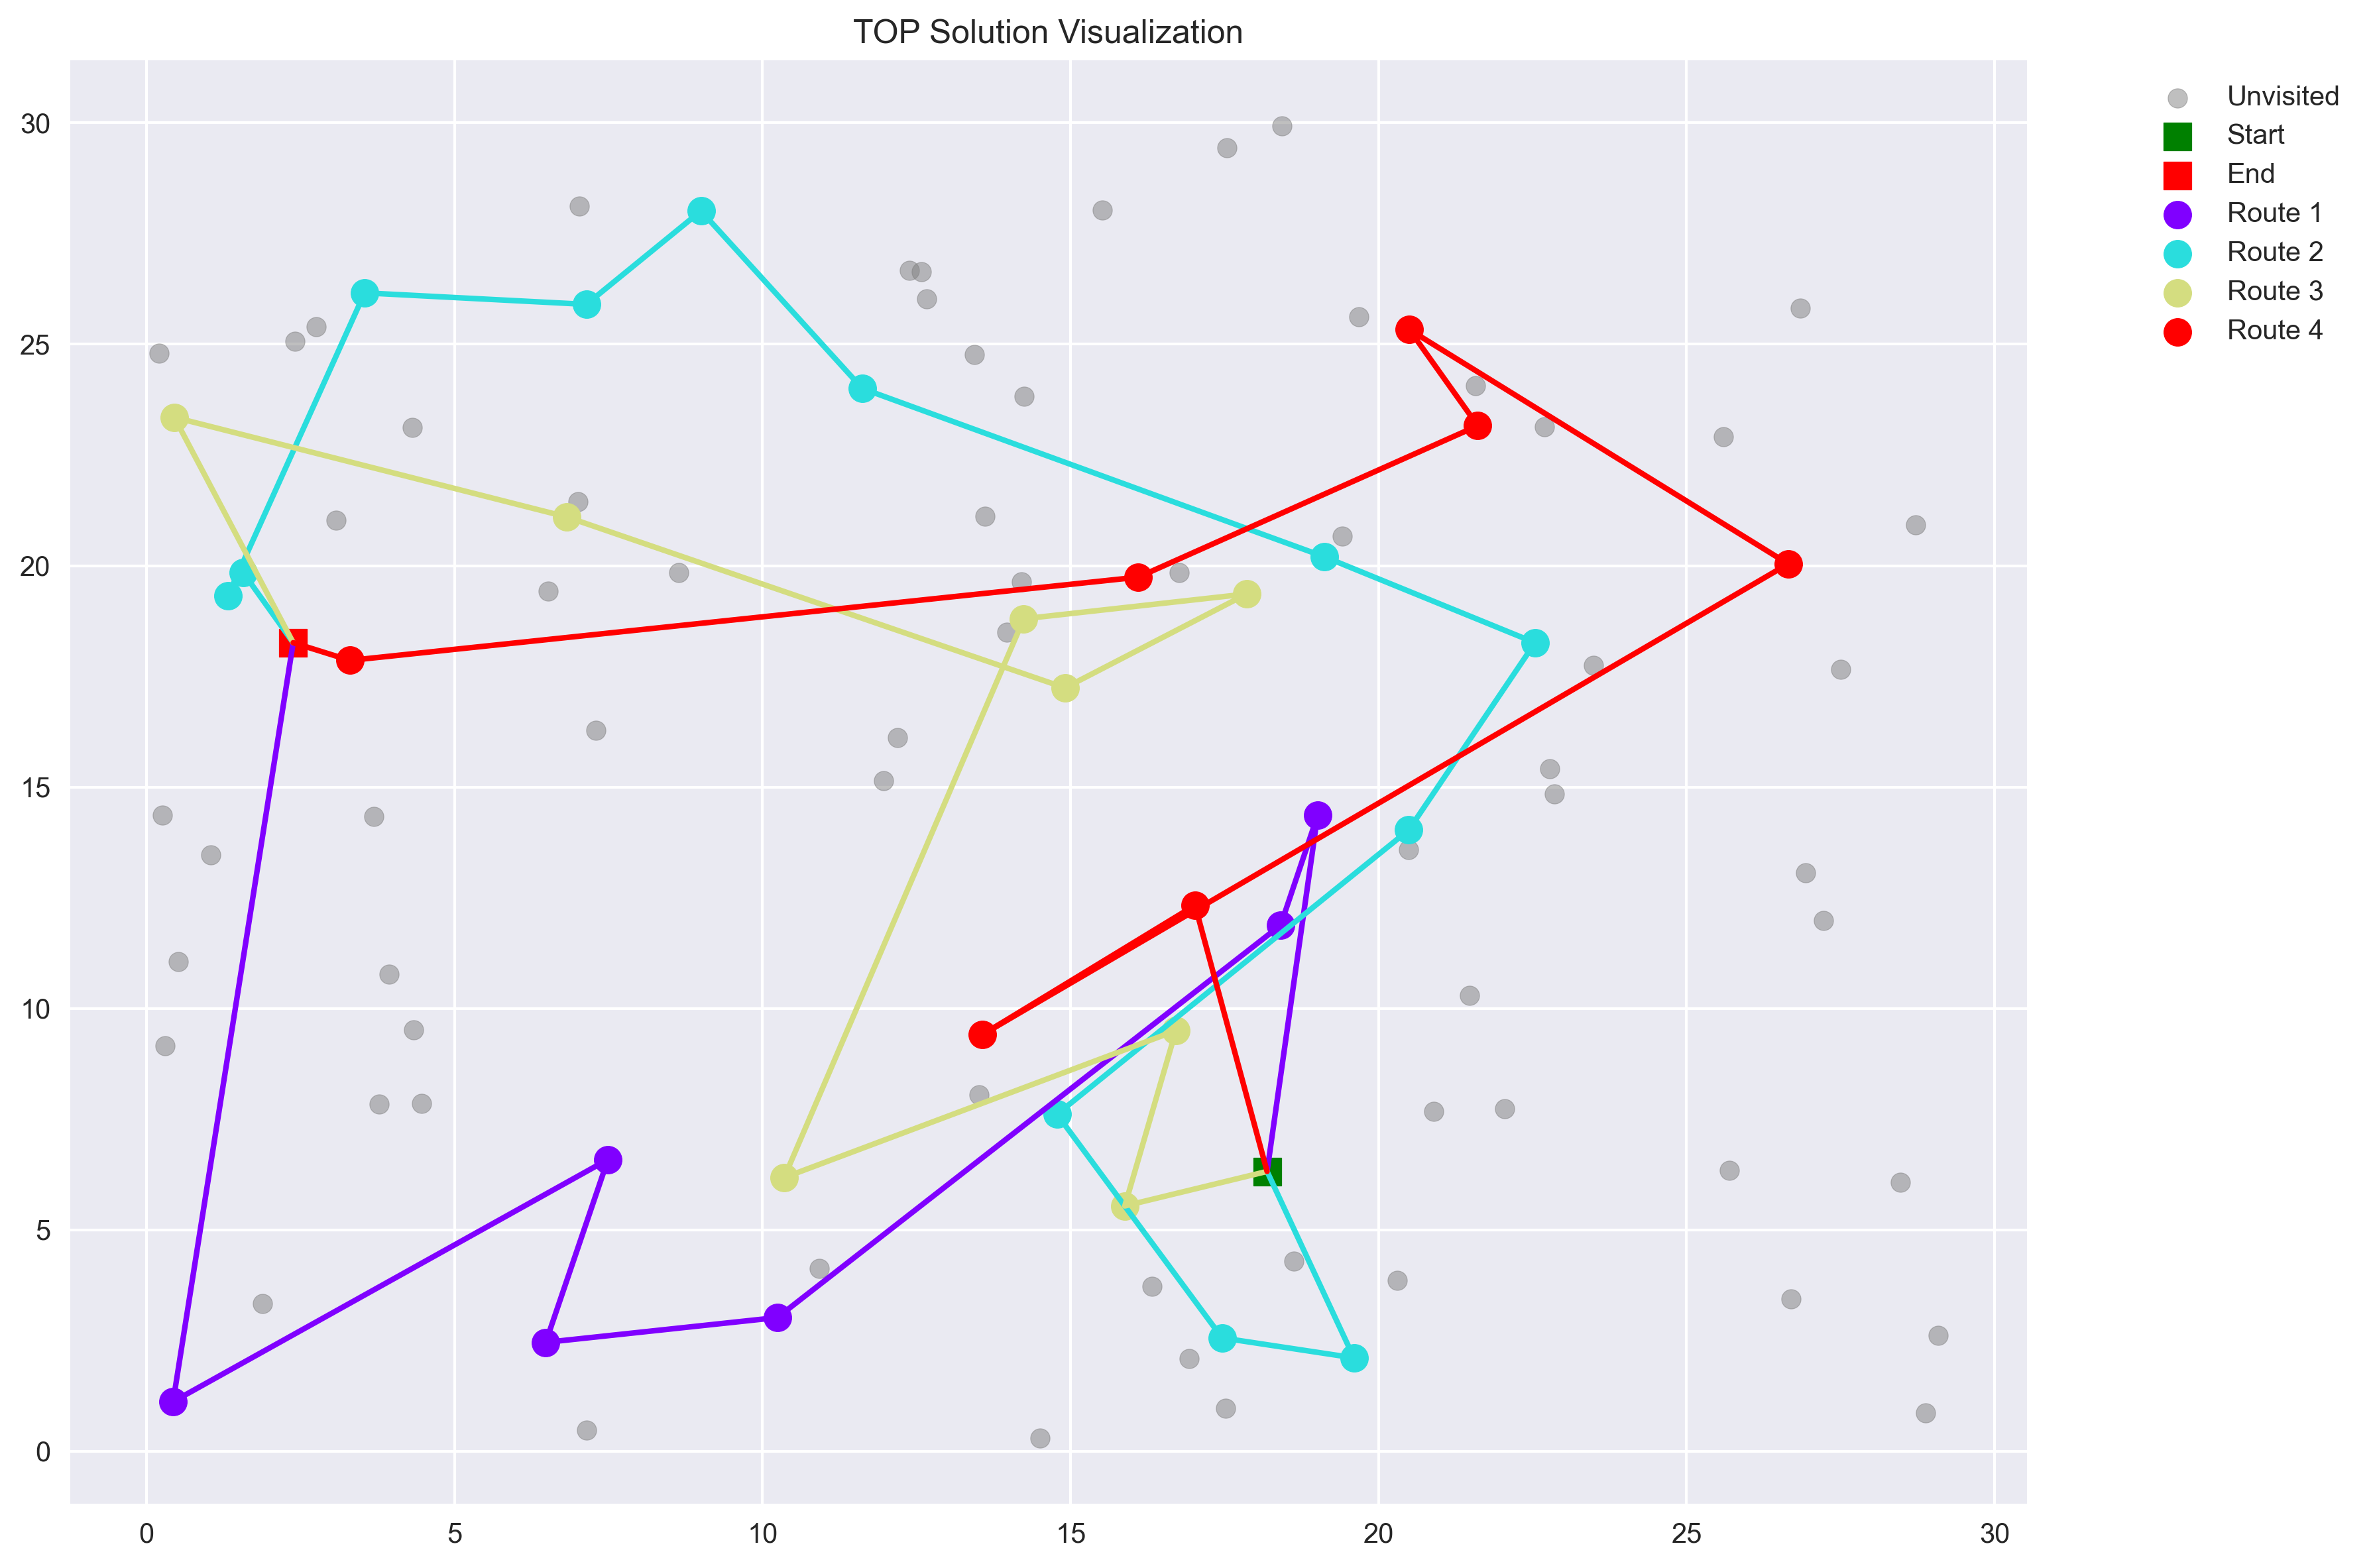 TOP Solution Visualization
30
25
20
15
10
5
0
0 5 10 15 20 25 30
Unvisited
Start
End
Route 1
Route 2
Route 3
Route 4